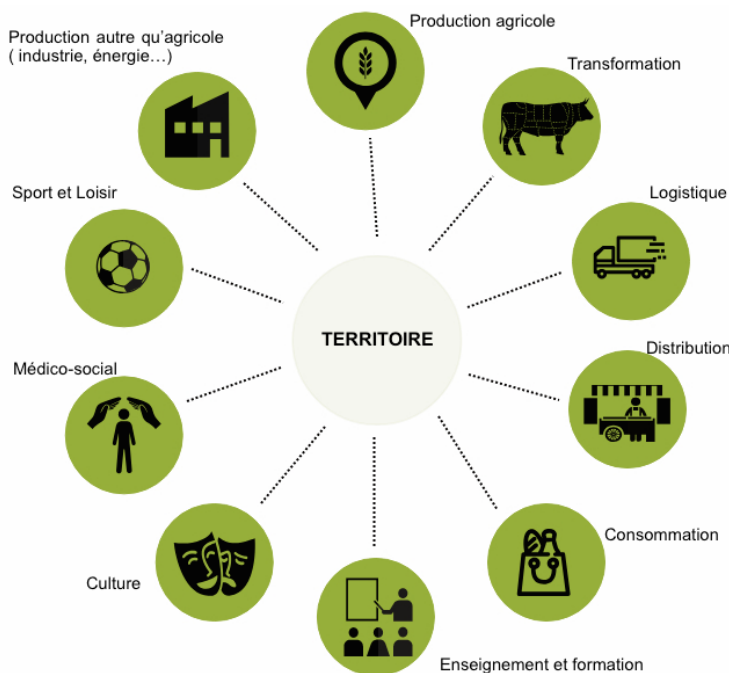 Production agricole
Production autre qu'agricole
( industrie, énergie…)
Transformation
Sport et Loisir
Logistique
TERRITOIRE
Distribution
Médico-social
Consommation
Culture
Enseignement et formation